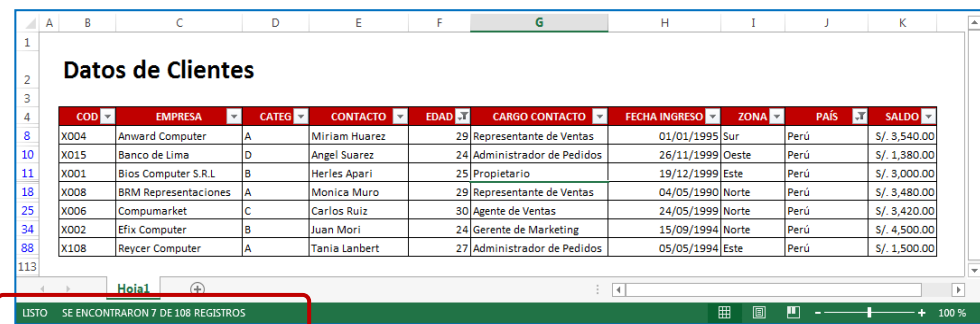 A B C D E F G H I J K
1
2 Datos de Clientes
3
4 COD EMPRESA CATEG CONTACTO EDAD CARGO CONTACTO FECHA INGRESO ZONA PAÍS SALDO
8 X004 Anward Computer A Miriam Huarez 29 Representante de Ventas 01/01/1995 Sur Perú S/. 3,540.00
10 X015 Banco de Lima D Angel Suarez 24 Administrador de Pedidos 26/11/1999 Oeste Perú S/. 1,380.00
11 X001 Bios Computer S.R.L B Herles Apari 25 Propietario 19/12/1999 Este Perú S/. 3,000.00
18 X008 BRM Representaciones A Monica Muro 29 Representante de Ventas 04/05/1990 Norte Perú S/. 3,480.00
25 X006 Compumarket C Carlos Ruiz 30 Agente de Ventas 24/05/1999 Norte Perú S/. 3,420.00
34 X002 Efix Computer B Juan Mori 24 Gerente de Marketing 15/09/1994 Norte Perú S/. 4,500.00
88 X108 Reycer Computer A Tania Lanbert 27 Administrador de Pedidos 05/05/1994 Este Perú S/. 1,500.00
113
Hoja1
LISTO SE ENCONTRARON 7 DE 108 REGISTROS 100 %